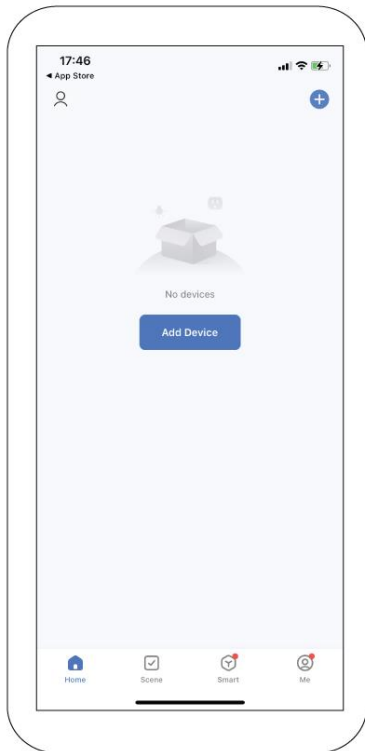 17:46
◀ App Store
No devices
Add Device
Home Scene Smart Me